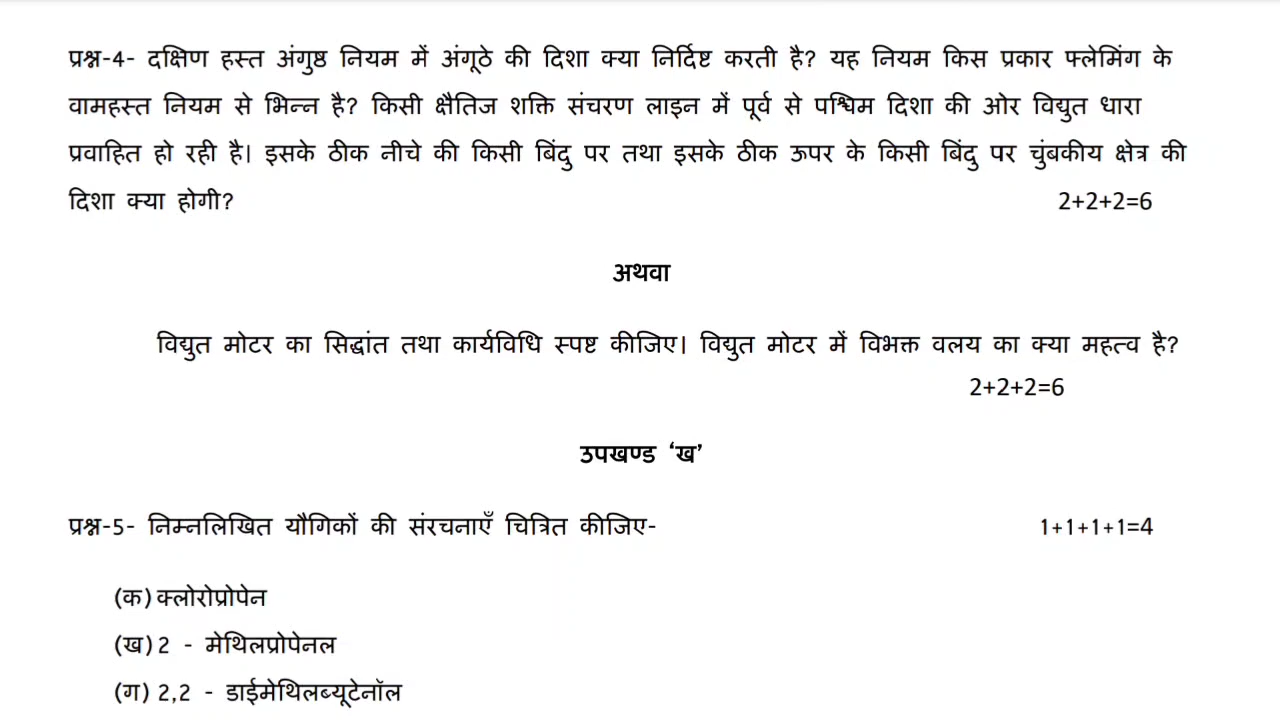 प्रश्न-4- दक्षिण हस्त अंगुष्ठ नियम में अंगूठे की दिशा क्या निर्दिष्ट करती है? यह नियम किस प्रकार फ्लेमिंग के
वामहस्त नियम से भिन्न है? किसी क्षैतिज शक्ति संचरण लाइन में पूर्व से पश्चिम दिशा की ओर विद्युत धारा
प्रवाहित हो रही है। इसके ठीक नीचे की किसी बिंदु पर तथा इसके ठीक ऊपर के किसी बिंदु पर चुंबकीय क्षेत्र की
दिशा क्या होगी? 2+2+2=6
अथवा
विद्युत मोटर का सिद्धांत तथा कार्यविधि स्पष्ट कीजिए। विद्युत मोटर में विभक्त वलय का क्या महत्व है?
2+2+2=6
उपखण्ड ‘ख’
प्रश्न-5- निम्नलिखित यौगिकों की संरचनाएँ चित्रित कीजिए- 1+1+1+1=4
(क) क्लोरोप्रोपेन
(ख) 2 - मेथिलप्रोपेनल
(ग) 2,2 - डाईमेथिलब्यूटेनॉल